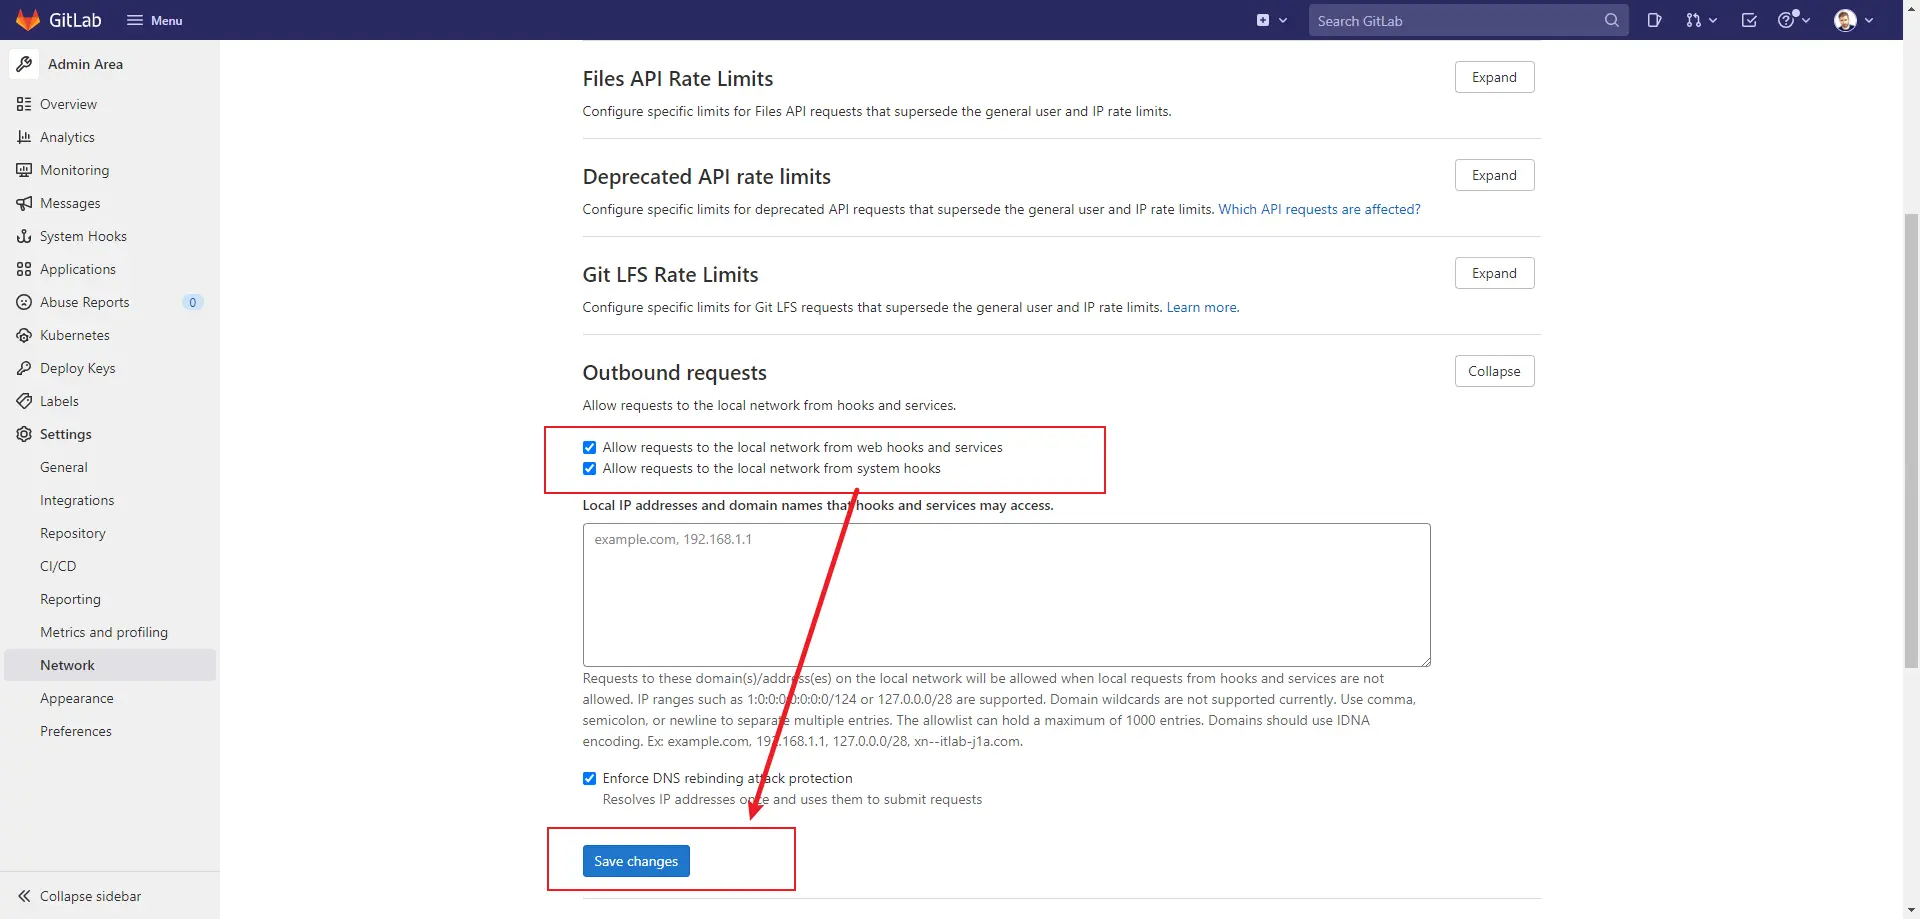 GitLab
Menu
Search GitLab
Admin Area
Overview
Analytics
Monitoring
Messages
System Hooks
Applications
Abuse Reports 0
Kubernetes
Deploy Keys
Labels
Settings
General
Integrations
Repository
CI/CD
Reporting
Metrics and profiling
Network
Appearance
Preferences
Collapse sidebar
Files API Rate Limits
Expand
Configure specific limits for Files API requests that supersede the general user and IP rate limits.
Deprecated API rate limits
Expand
Configure specific limits for deprecated API requests that supersede the general user and IP rate limits. Which API requests are affected?
Git LFS Rate Limits
Expand
Configure specific limits for Git LFS requests that supersede the general user and IP rate limits. Learn more.
Outbound requests
Collapse
Allow requests to the local network from hooks and services.
Allow requests to the local network from web hooks and services
Allow requests to the local network from system hooks
Local IP addresses and domain names that hooks and services may access.
example.com, 192.168.1.1
Requests to these domain(s)/address(es) on the local network will be allowed when local requests from hooks and services are not
allowed. IP ranges such as 1:0:0:0:0:0:0:0/124 or 127.0.0.0/28 are supported. Domain wildcards are not supported currently. Use comma,
semicolon, or newline to separate multiple entries. The allowlist can hold a maximum of 1000 entries. Domains should use IDNA
encoding. Ex: example.com, 192.168.1.1, 127.0.0.0/28, xn--itlab-j1a.com.
Enforce DNS rebinding attack protection
Resolves IP addresses once and uses them to submit requests
Save changes